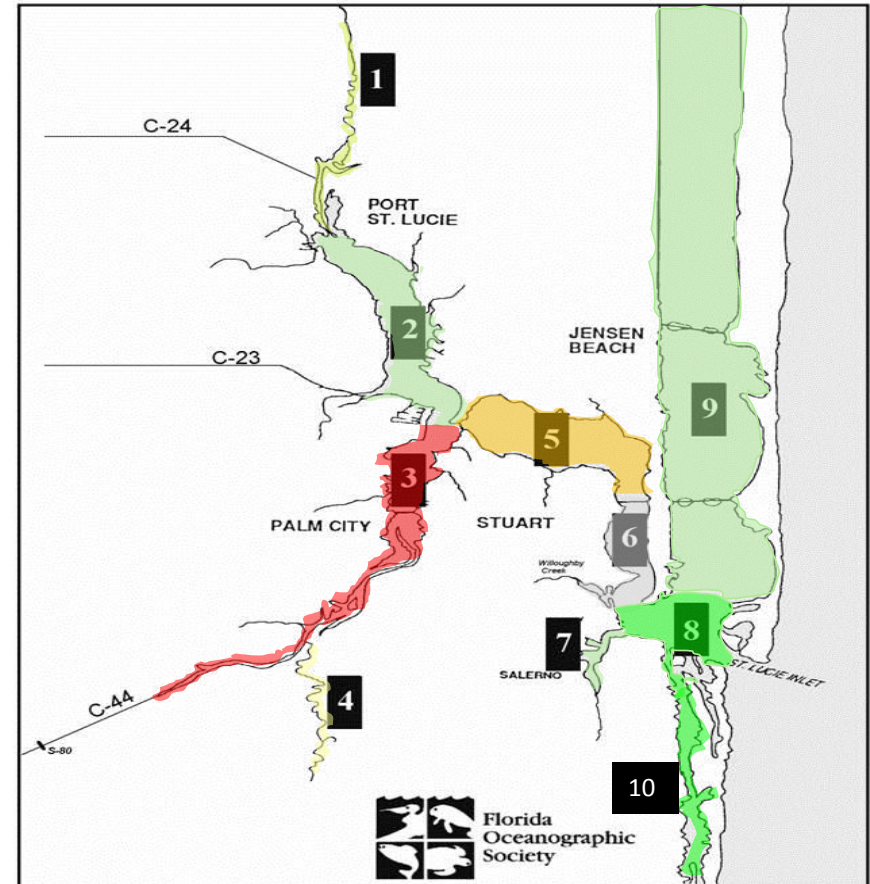 1
C-24
PORT
ST. LUCIE
2
JENSEN
BEACH
C-23
9
5
3
PALM CITY
STUART
6
Willoughby
Creek
7
8
SALERNO
ST. LUCIE INLET
4
C-44
S-80
10
Florida
Oceanographic
Society